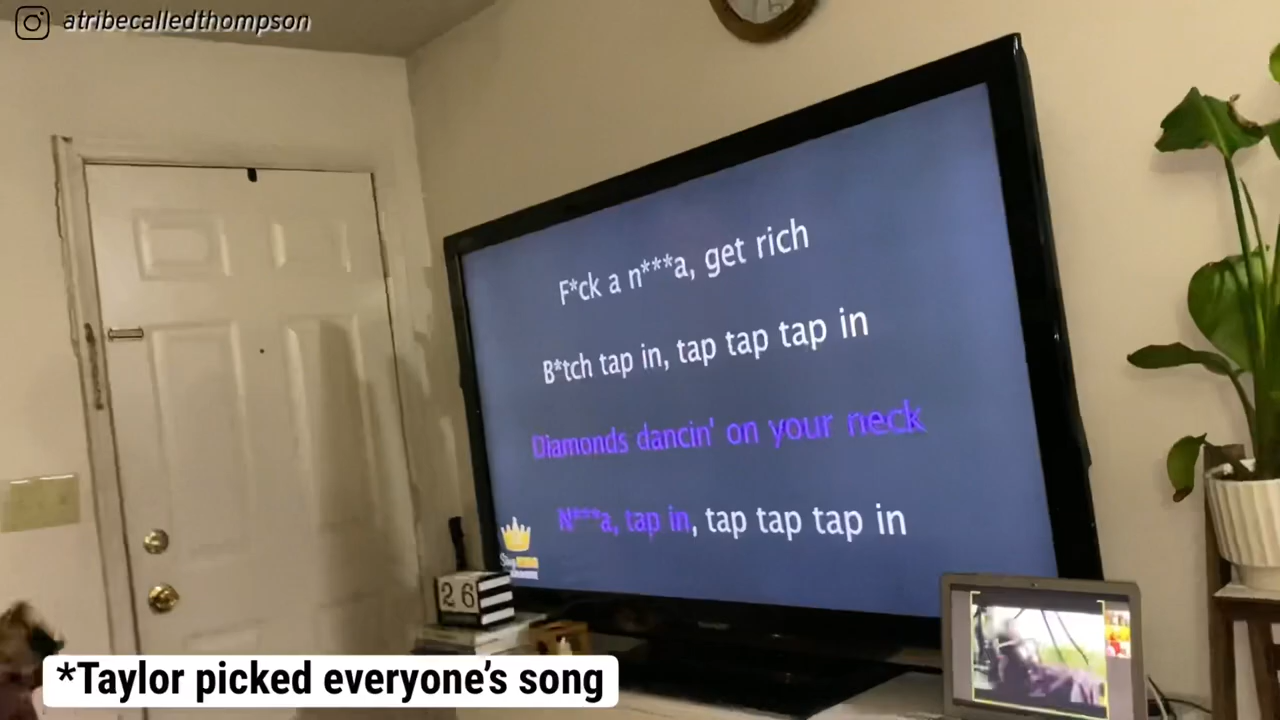 atribecalledthompson
F*ck a n***a, get rich
B*tch tap in, tap tap tap in
Diamonds dancin' on your neck
N***a, tap in, tap tap tap in
26
*Taylor picked everyone's song